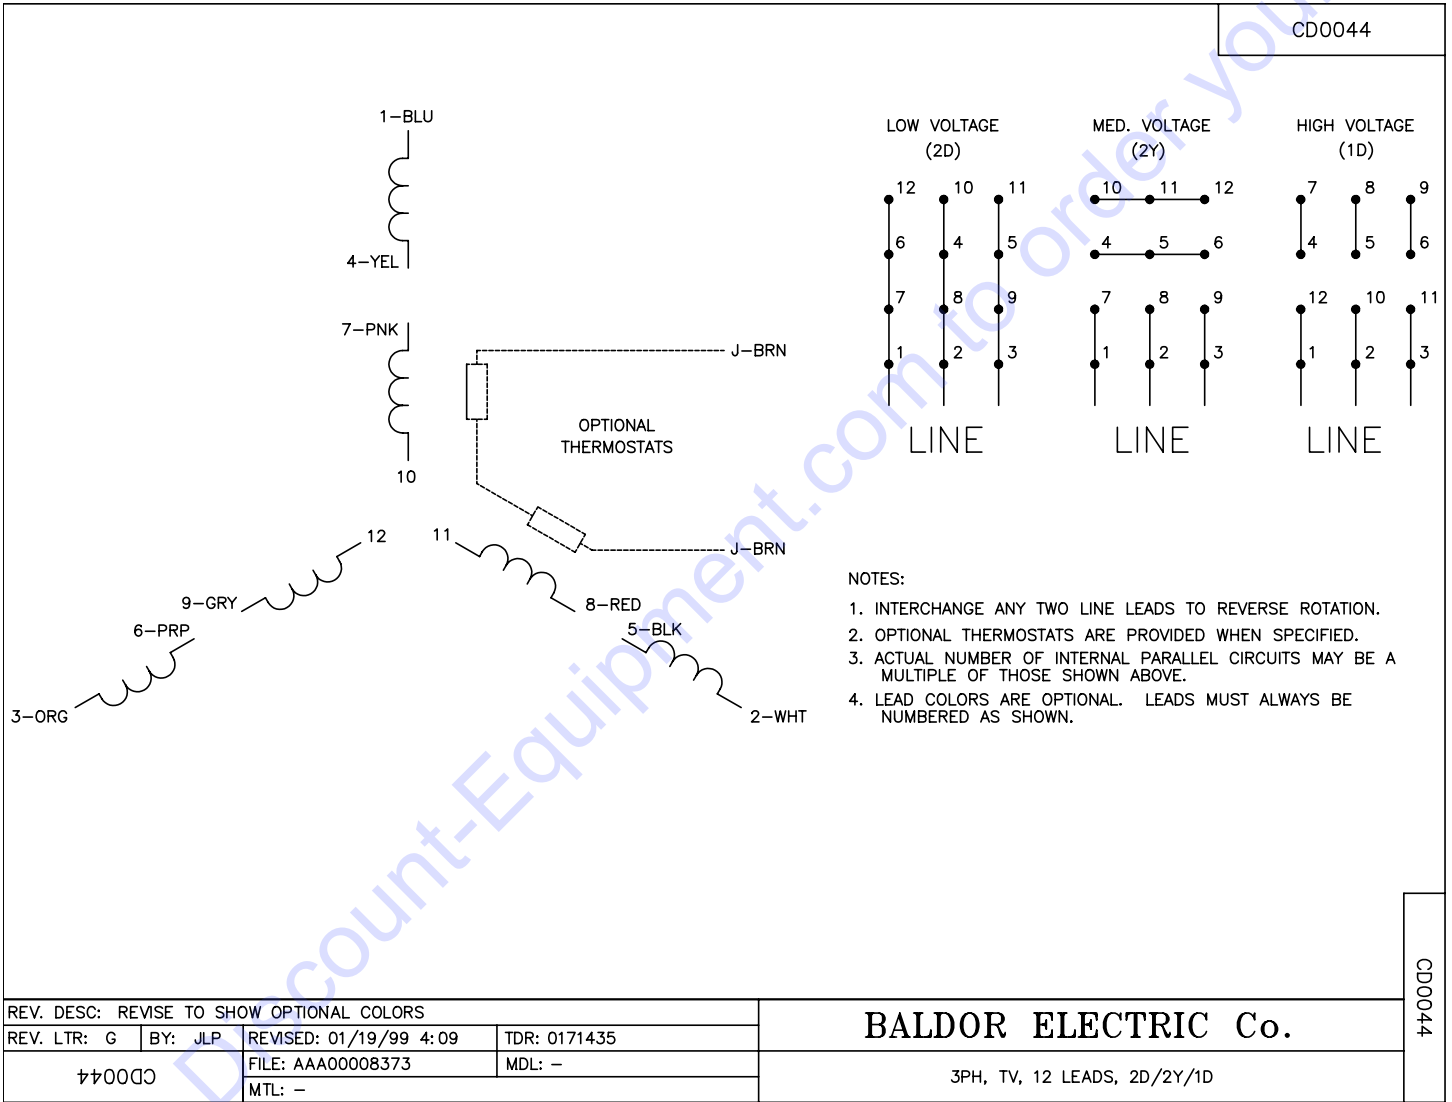 CD0044
1-BLU
4-YEL
7-PNK
10
12
11
9-GRY
8-RED
6-PRP
5-BLK
3-ORG
2-WHT
J-BRN
OPTIONAL
THERMOSTATS
J-BRN
LOW VOLTAGE
(2D)
12 10 11
6 4 5
7 8 9
1 2 3
LINE
MED. VOLTAGE
(2Y)
10 11 12
4 5 6
7 8 9
1 2 3
LINE
HIGH VOLTAGE
(1D)
7 8 9
4 5 6
12 10 11
1 2 3
LINE
NOTES:
1. INTERCHANGE ANY TWO LINE LEADS TO REVERSE ROTATION.
2. OPTIONAL THERMOSTATS ARE PROVIDED WHEN SPECIFIED.
3. ACTUAL NUMBER OF INTERNAL PARALLEL CIRCUITS MAY BE A
MULTIPLE OF THOSE SHOWN ABOVE.
4. LEAD COLORS ARE OPTIONAL. LEADS MUST ALWAYS BE
NUMBERED AS SHOWN.
Discount-Equipment.com to order your
CD0044
REV. DESC: REVISE TO SHOW OPTIONAL COLORS
REV. LTR: G BY: JLP REVISED: 01/19/99 4:09 TDR: 0171435
CD0044
FILE: AAA00008373 MDL: -
MTL: -
BALDOR ELECTRIC Co.
3PH, TV, 12 LEADS, 2D/2Y/1D